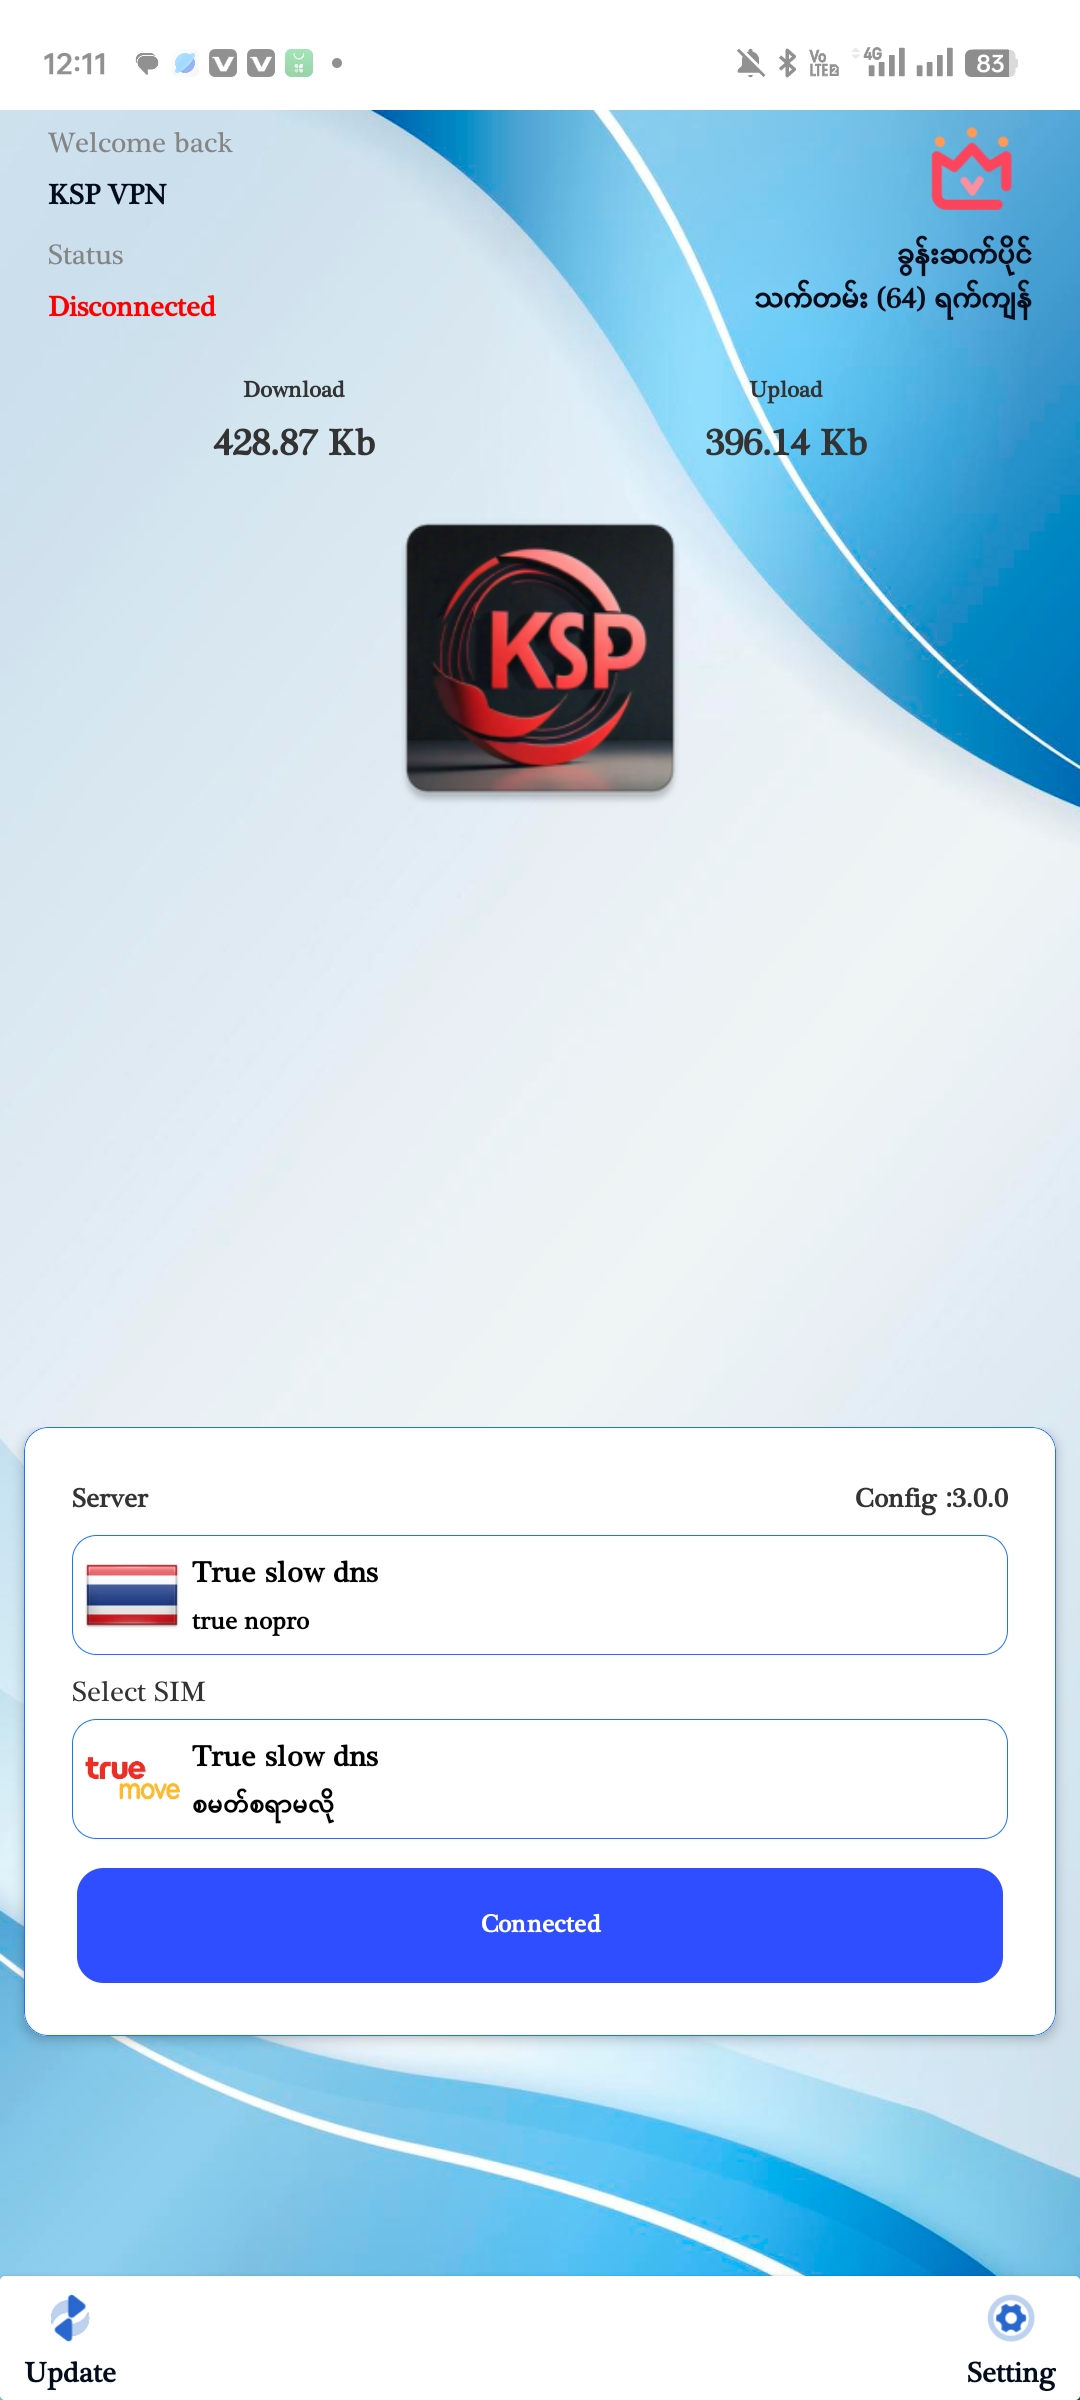 12:11
Vo LTE2 4G 83
Welcome back
KSP VPN
Status
Disconnected
ခွန်းဆက်ပိုင်
သက်တမ်း (64) ရက်ကျန်
Download
Upload
428.87 Kb
396.14 Kb
KSP
Server
Config :3.0.0
True slow dns
true nopro
Select SIM
true move
True slow dns
စမတ်စရာမလို
Connected
Update
Setting